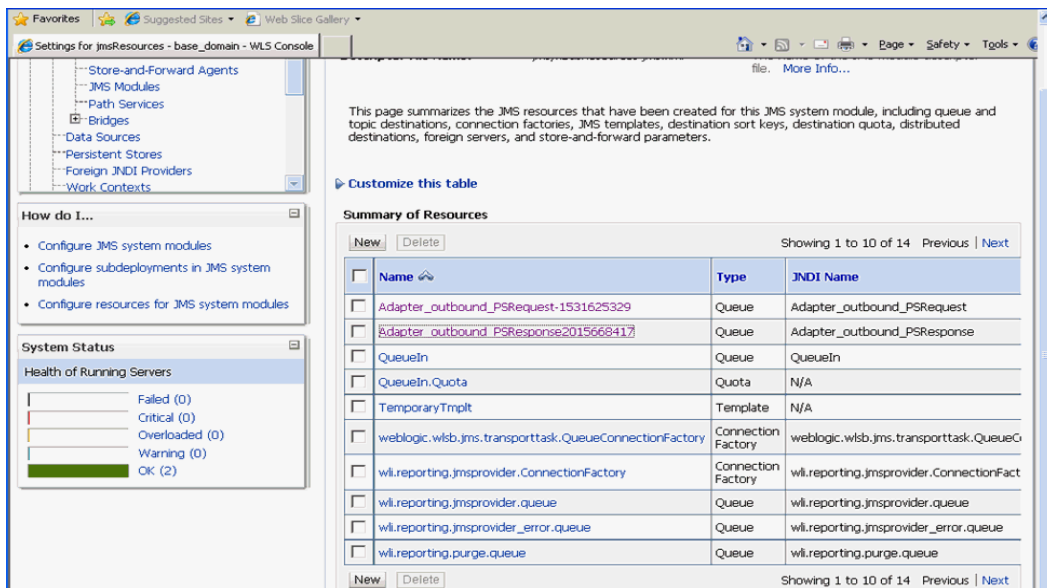 Favorites
Suggested Sites
Web Slice Gallery
Settings for jmsResources - base_domain - WLS Console
Page
Safety
Tools
Store-and-Forward Agents
JMS Modules
Path Services
Bridges
Data Sources
Persistent Stores
Foreign JNDI Providers
Work Contexts
How do I...
Configure JMS system modules
Configure subdeployments in JMS system
modules
Configure resources for JMS system modules
System Status
Health of Running Servers
Failed (0)
Critical (0)
Overloaded (0)
Warning (0)
OK (2)
file. More Info...
This page summarizes the JMS resources that have been created for this JMS system module, including queue and
topic destinations, connection factories, JMS templates, destination sort keys, destination quota, distributed
destinations, foreign servers, and store-and-forward parameters.
Customize this table
Summary of Resources
New Delete Showing 1 to 10 of 14 Previous | Next
Name Type JNDI Name
Adapter_outbound_PSRequest-1531625329 Queue Adapter_outbound_PSRequest
Adapter_outbound_PSResponse2015668417 Queue Adapter_outbound_PSResponse
QueueIn Queue QueueIn
QueueIn.Quota Quota N/A
TemporaryTmplt Template N/A
weblogic.wlsb.jms.transporttask.QueueConnectionFactory Connection Factory weblogic.wlsb.jms.transporttask.QueueC
wli.reporting.jmsprovider.ConnectionFactory Connection Factory wli.reporting.jmsprovider.ConnectionFact
wli.reporting.jmsprovider.queue Queue wli.reporting.jmsprovider.queue
wli.reporting.jmsprovider_error.queue Queue wli.reporting.jmsprovider_error.queue
wli.reporting.purge.queue Queue wli.reporting.purge.queue
New Delete Showing 1 to 10 of 14 Previous | Next